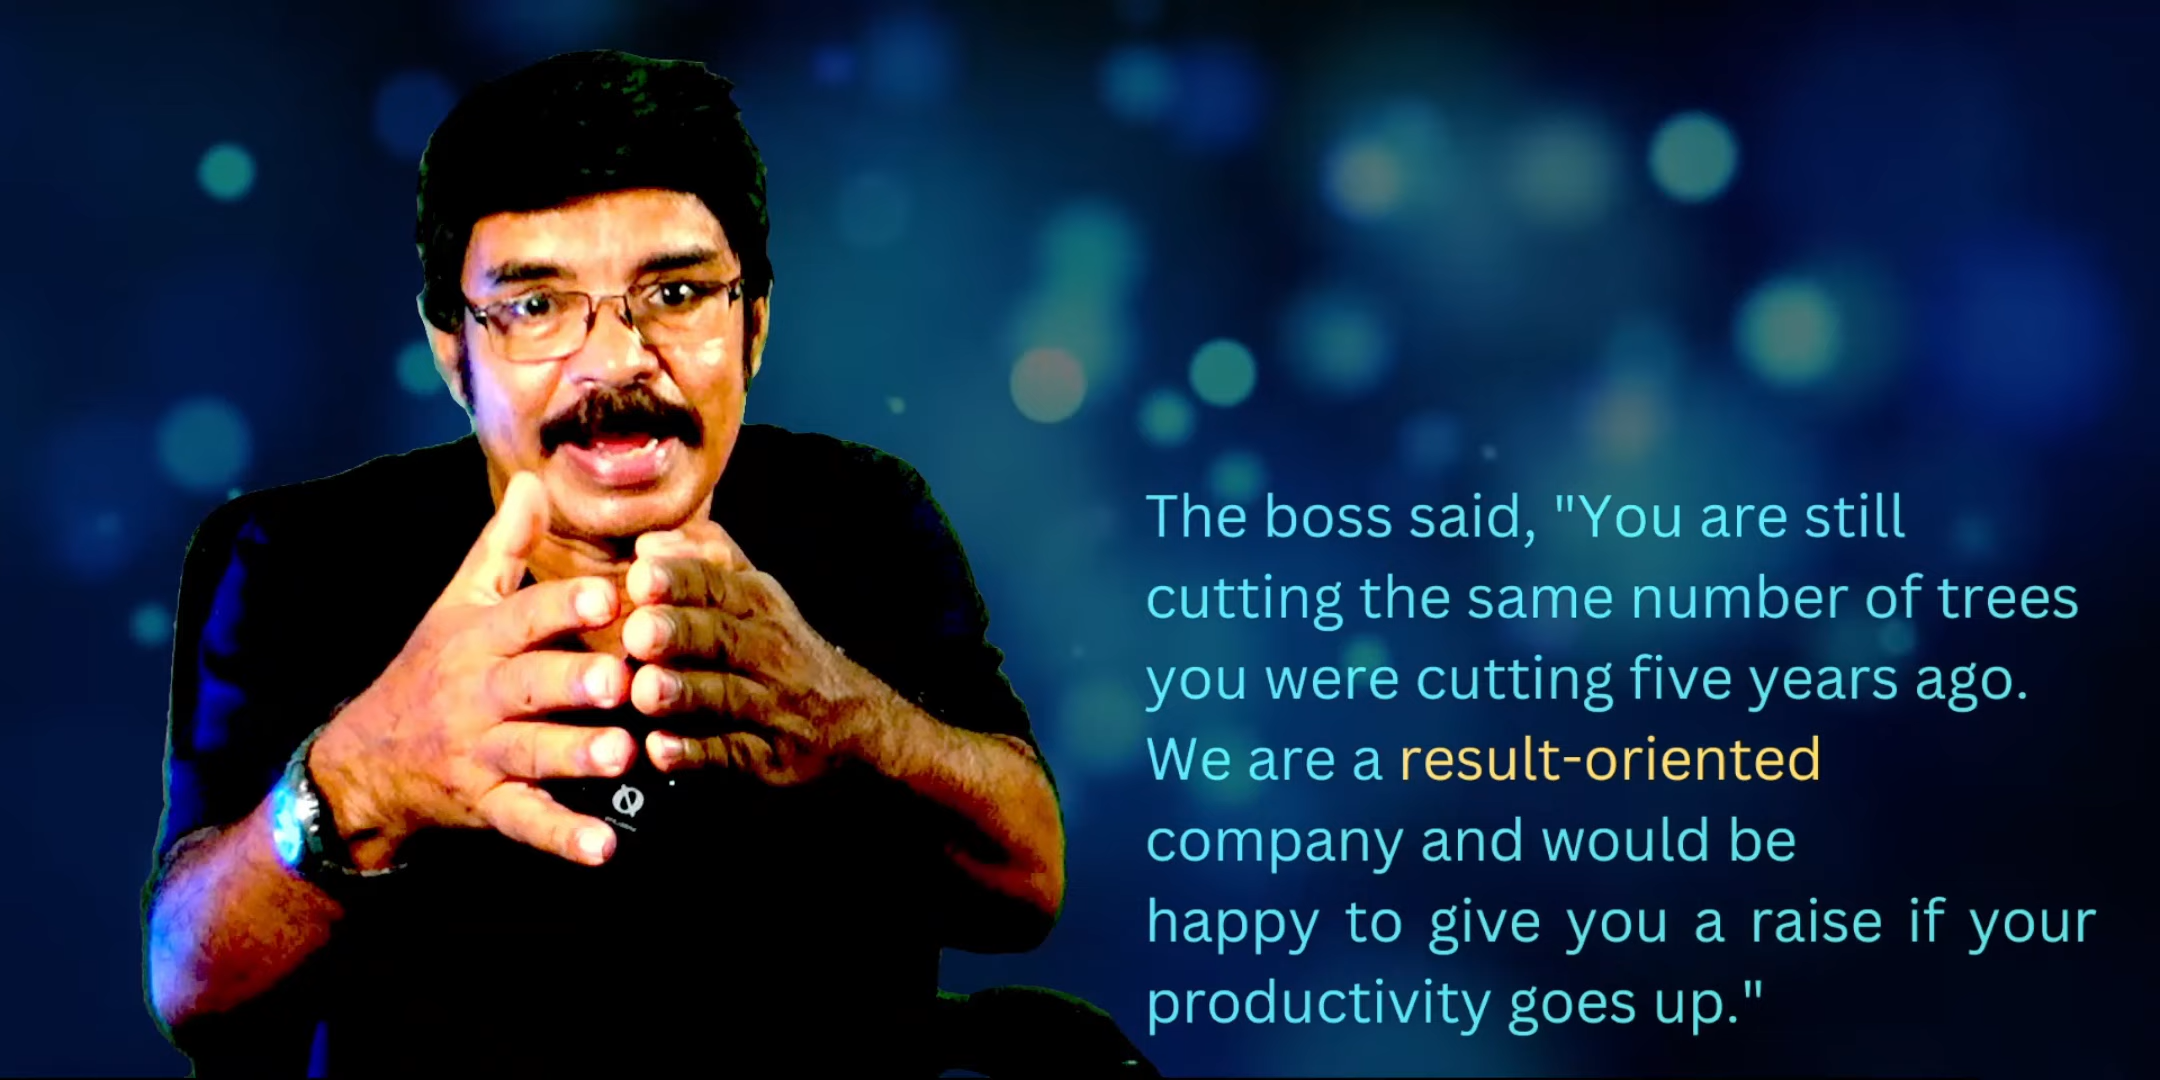 The boss said, "You are still
cutting the same number of trees
you were cutting five years ago.
We are a result-oriented
company and would be
happy to give you a raise if your
productivity goes up."